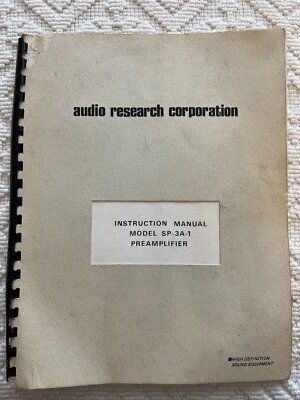 audio research corporation
INSTRUCTION MANUAL
MODEL SP-3A-1
PREAMPLIFIER
HIGH DEFINITION
SOUND EQUIPMENT